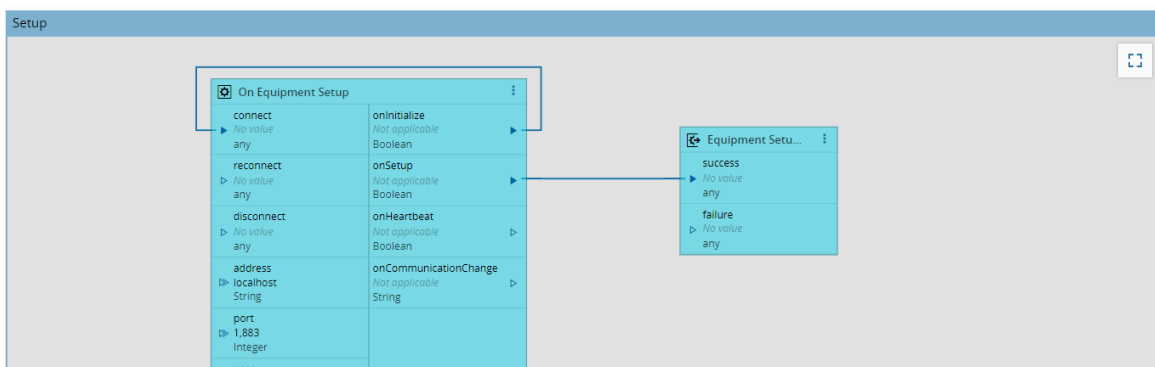 Setup
On Equipment Setup
connect
No value
any
reconnect
No value
any
disconnect
No value
any
address
localhost
String
port
1,883
Integer
onInitialize
Not applicable
Boolean
onSetup
Not applicable
Boolean
onHeartbeat
Not applicable
Boolean
onCommunicationChange
Not applicable
String
Equipment Setu...
success
No value
any
failure
No value
any